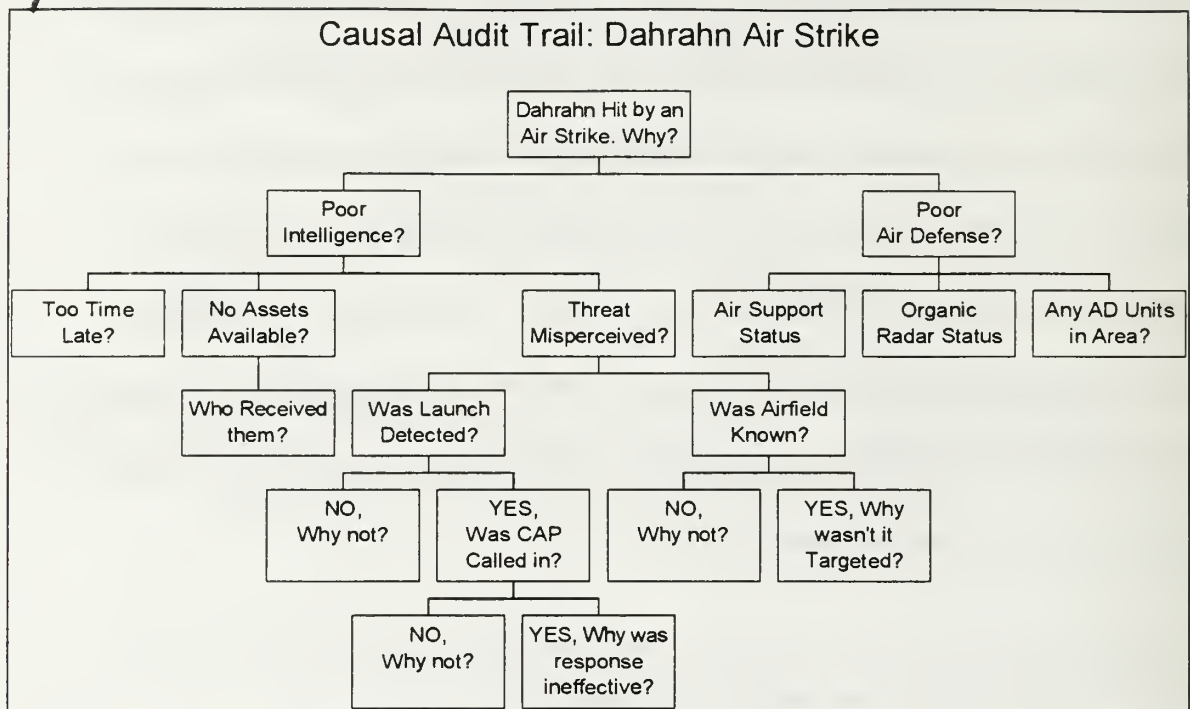 Causal Audit Trail: Dahrahn Air Strike
Dahrahn Hit by an
Air Strike. Why?
Poor
Intelligence?
Poor
Air Defense?
Too Time
Late?
No Assets
Available?
Threat
Misperceived?
Air Support
Status
Organic
Radar Status
Any AD Units
in Area?
Who Received
them?
Was Launch
Detected?
Was Airfield
Known?
NO,
Why not?
YES,
Was CAP
Called in?
NO,
Why not?
YES, Why
wasn't it
Targeted?
NO,
Why not?
YES, Why was
response
ineffective?